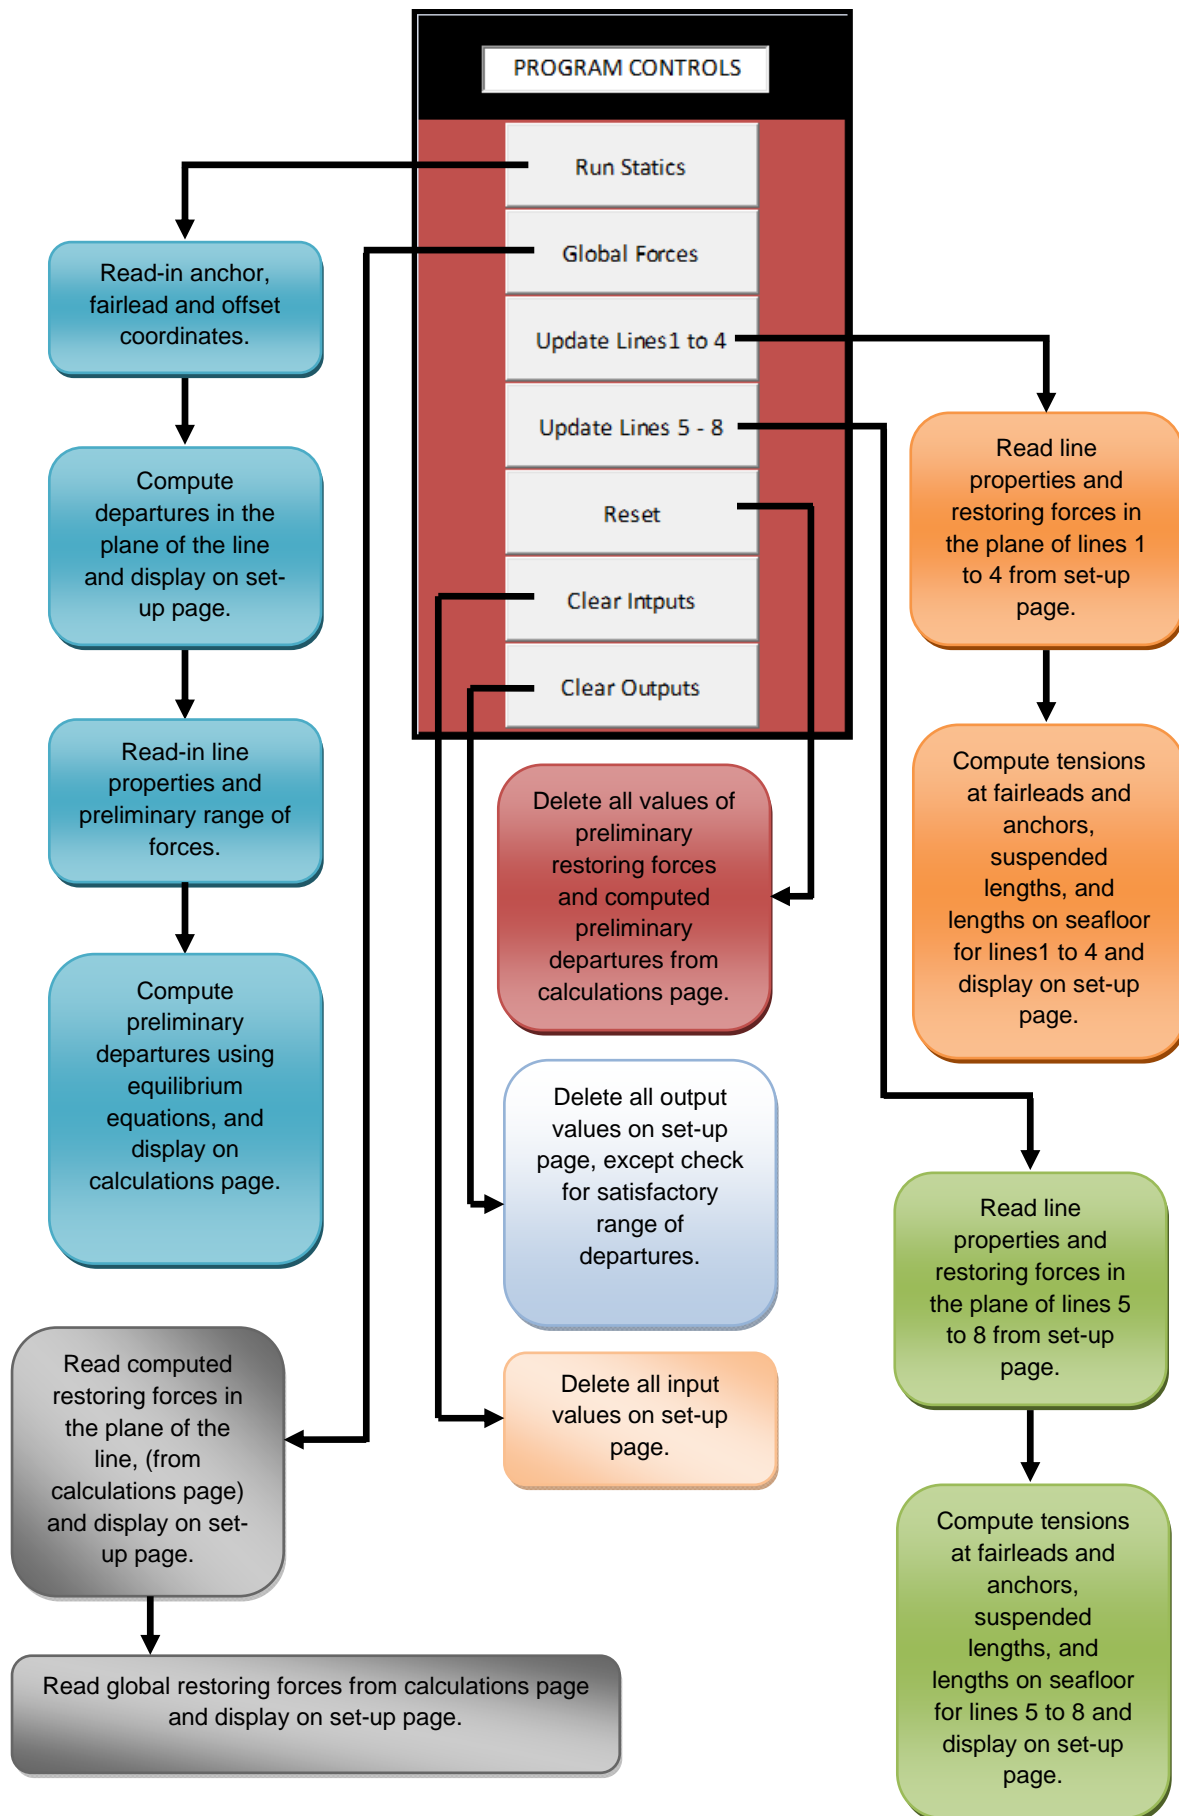 PROGRAM CONTROLS
Run Statics
Global Forces
Update Lines1 to 4
Update Lines 5 - 8
Reset
Clear Intputs
Clear Outputs
Read-in anchor,
fairlead and offset
coordinates.
Compute
departures in the
plane of the line
and display on set-
up page.
Read-in line
properties and
preliminary range of
forces.
Compute
preliminary
departures using
equilibrium
equations, and
display on
calculations page.
Read computed
restoring forces in
the plane of the
line, (from
calculations page)
and display on set-
up page.
Read global restoring forces from calculations page
and display on set-up page.
Delete all values of
preliminary
restoring forces
and computed
preliminary
departures from
calculations page.
Delete all output
values on set-up
page, except check
for satisfactory
range of
departures.
Delete all input
values on set-up
page.
Read line
properties and
restoring forces in
the plane of lines 1
to 4 from set-up
page.
Compute tensions
at fairleads and
anchors,
suspended
lengths, and
lengths on seafloor
for lines1 to 4 and
display on set-up
page.
Read line
properties and
restoring forces in
the plane of lines 5
to 8 from set-up
page.
Compute tensions
at fairleads and
anchors,
suspended
lengths, and
lengths on seafloor
for lines 5 to 8 and
display on set-up
page.